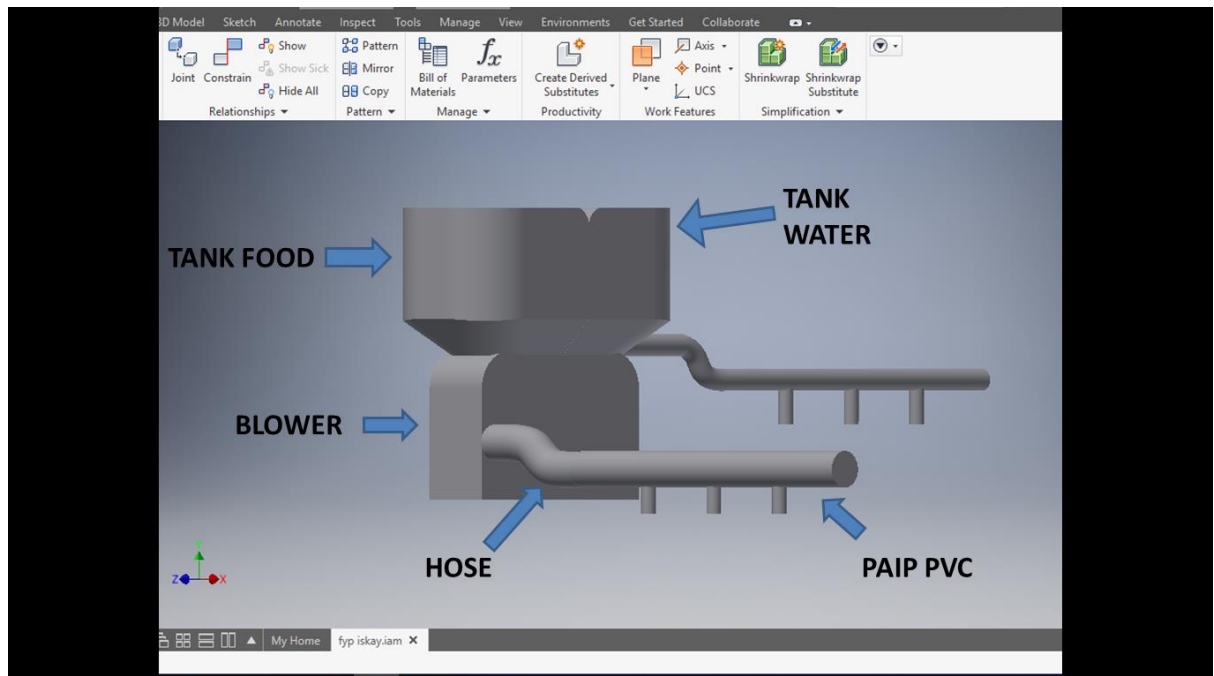 3D Model Sketch Annotate Inspect Tools Manage View Environments Get Started Collaborate
Joint
Constrain
Show
Show Sick
Hide All
Relationships
Pattern
Mirror
Copy
Pattern
Bill of
Materials
fx
Parameters
Manage
Create Derived
Substitutes
Productivity
Plane
Axis
Point
UCS
Work Features
Shrinkwrap
Shrinkwrap
Substitute
Simplification
TANK
WATER
TANK FOOD
BLOWER
HOSE
PAIP PVC
Y
Z
X
My Home
fyp iskay.iam